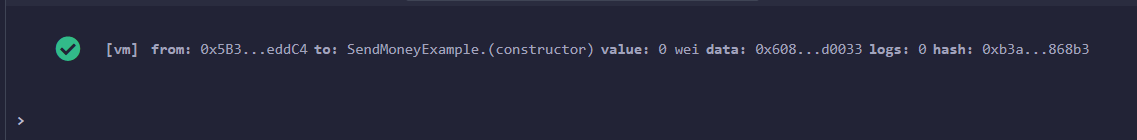 [vm] from: 0x5B3...eddC4 to: SendMoneyExample.(constructor) value: 0 wei data: 0x608...d0033 logs: 0 hash: 0xb3a...868b3
>